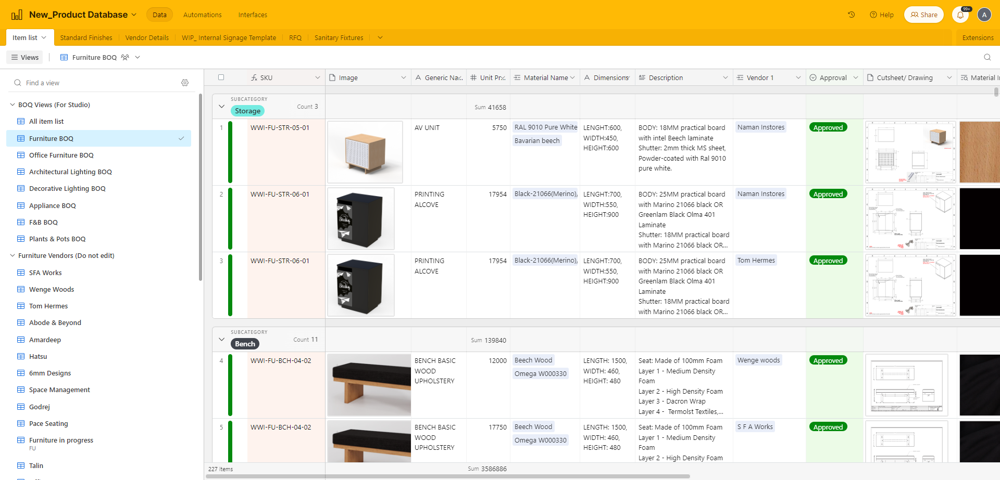 New_Product Database
Data
Automations
Interfaces
Help
Share
99+
A
Item list
Standard Finishes
Vendor Details
WIP_ Internal Signage Template
RFQ
Sanitary Fixtures
Extensions
Views
Furniture BOQ
Find a view
BOQ Views (For Studio)
All item list
Furniture BOQ
Office Furniture BOQ
Architectural Lighting BOQ
Decorative Lighting BOQ
Appliance BOQ
F&B BOQ
Plants & Pots BOQ
Furniture Vendors (Do not edit)
SFA Works
Wenge Woods
Tom Hermes
Abode & Beyond
Amardeep
Hatsu
6mm Designs
Space Management
Godrej
Pace Seating
Furniture in progress
FU
Talin
SKU
Image
Generic Na...
Unit Pr...
Material Name
Dimensions
Description
Vendor 1
Approval
Cutsheet/ Drawing
Material I
SUBCATEGORY
Storage
Count 3
Sum 41658
1
WWI-FU-STR-05-01
AV UNIT
5750
RAL 9010 Pure White
Bavarian beech
LENGHT:600,
WIDTH:450,
HEIGHT:600
BODY: 18MM practical board
with intel Beech laminate
Shutter: 2mm thick MS sheet,
Powder-coated with Ral 9010
pure white.
Naman Instores
Approved
2
WWI-FU-STR-06-01
PRINTING
ALCOVE
17954
Black-21066(Merino),
LENGHT:700,
WIDTH:550,
HEIGHT:900
BODY: 25MM practical board
with Marino 21066 black OR
Greenlam Black Olma 401
Laminate
Shutter: 18MM practical board
with Marino 21066 black OR...
Naman Instores
Approved
3
WWI-FU-STR-06-01
PRINTING
ALCOVE
17954
Black-21066(Merino),
LENGHT:700,
WIDTH:550,
HEIGHT:900
BODY: 25MM practical board
with Marino 21066 black OR
Greenlam Black Olma 401
Laminate
Shutter: 18MM practical board
with Marino 21066 black OR...
Tom Hermes
Approved
SUBCATEGORY
Bench
Count 11
Sum 139840
4
WWI-FU-BCH-04-02
BENCH BASIC
WOOD
UPHOLSTERY
12000
Beech Wood
Omega W000330
LENGTH: 1500,
WIDTH: 460,
HEIGHT: 480
Seat: Made of 100mm Foam
Layer 1 - Medium Density
Foam
Layer 2 - High Density Foam
Layer 3 - Dacron Wrap
Layer 4 -  Termolst Textiles,...
Wenge woods
Approved
5
WWI-FU-BCH-04-02
BENCH BASIC
WOOD
UPHOLSTERY
17750
Beech Wood
Omega W000330
LENGTH: 1500,
WIDTH: 460,
HEIGHT: 480
Seat: Made of 100mm Foam
Layer 1 - Medium Density
Foam
Layer 2 - High Density Foam
S F A Works
Approved
227 items
Sum 3586886